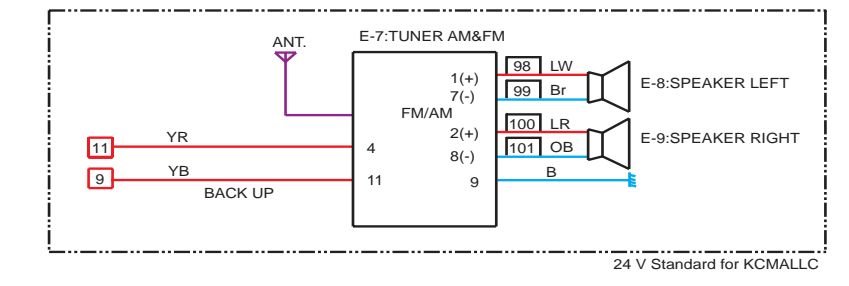 ANT.
E-7:TUNER AM&FM
98 LW
1(+)
99 Br
7(-)
E-8:SPEAKER LEFT
FM/AM
100 LR
2(+)
E-9:SPEAKER RIGHT
YR
11
4
101 OB
8(-)
YB
9
11
9
B
BACK UP
24 V Standard for KCMALLC